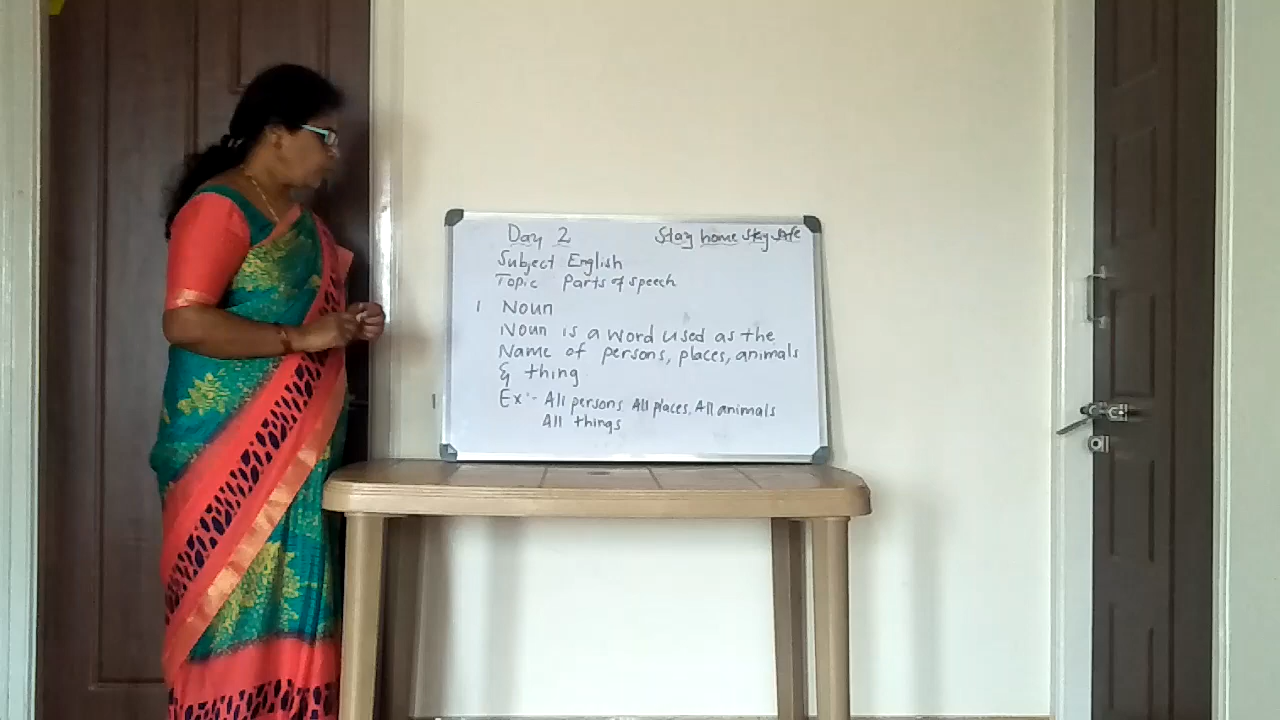 Day 2 Stay home Stay safe
Subject English
Topic Parts of speech
1 Noun
Noun is a word used as the
Name of persons, places, animals
& thing
Ex:- All persons, All places, All animals
All things